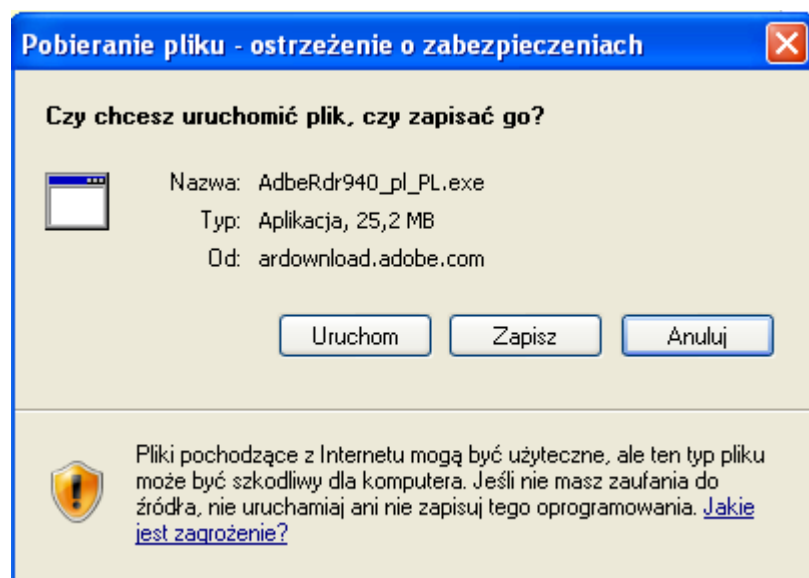 Pobieranie pliku - ostrzeżenie o zabezpieczeniach
Czy chcesz uruchomić plik, czy zapisać go?
Nazwa: AdbeRdr940_pl_PL.exe
Typ: Aplikacja, 25,2 MB
Od: ardownload.adobe.com
Uruchom Zapisz Anuluj
Pliki pochodzące z Internetu mogą być użyteczne, ale ten typ pliku
może być szkodliwy dla komputera. Jeśli nie masz zaufania do
źródła, nie uruchamiaj ani nie zapisuj tego oprogramowania. Jakie
jest zagrożenie?